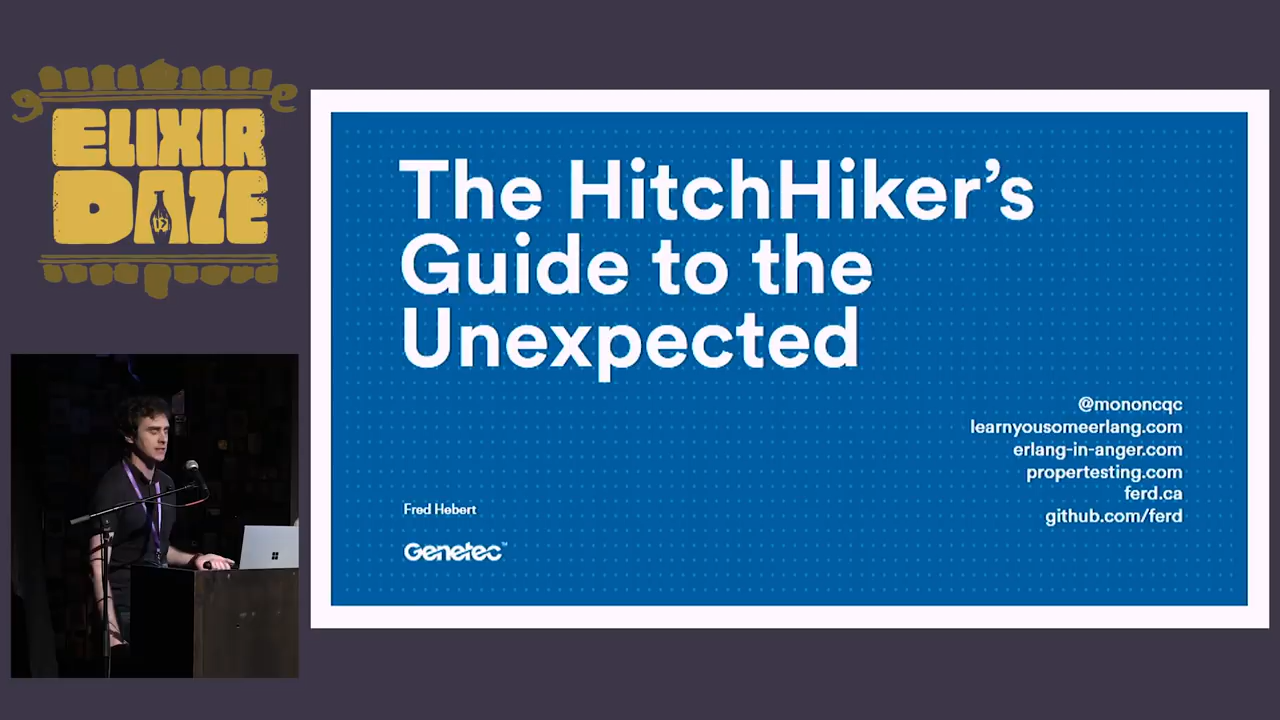 ELIXIR
DAZE
The HitchHiker's
Guide to the
Unexpected
@mononcqc
learnyousomeerlang.com
erlang-in-anger.com
propertesting.com
ferd.ca
github.com/ferd
Fred Hebert
Genetec™